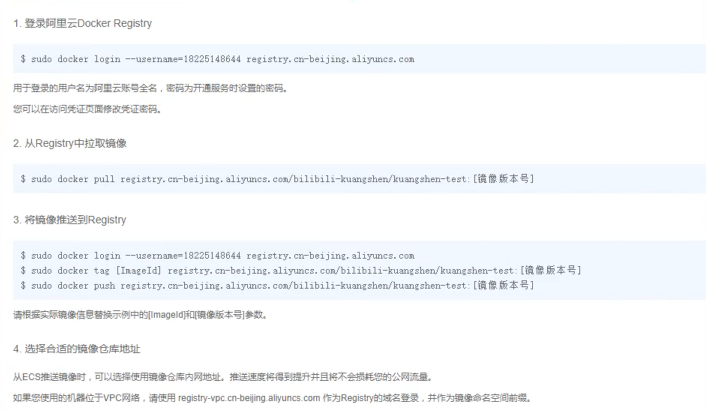 1. 登录阿里云Docker Registry
$ sudo docker login --username=18225148644 registry.cn-beijing.aliyuncs.com
用于登录的用户名为阿里云账号全名，密码为开通服务时设置的密码。
您可以在访问凭证页面修改凭证密码。
2. 从Registry中拉取镜像
$ sudo docker pull registry.cn-beijing.aliyuncs.com/bilibili-kuangshen/kuangshen-test:[镜像版本号]
3. 将镜像推送到Registry
$ sudo docker login --username=18225148644 registry.cn-beijing.aliyuncs.com
$ sudo docker tag [ImageId] registry.cn-beijing.aliyuncs.com/bilibili-kuangshen/kuangshen-test:[镜像版本号]
$ sudo docker push registry.cn-beijing.aliyuncs.com/bilibili-kuangshen/kuangshen-test:[镜像版本号]
请根据实际镜像信息替换示例中的[ImageId]和[镜像版本号]参数。
4. 选择合适的镜像仓库地址
从ECS推送镜像时，可以选择使用镜像仓库内网地址。推送速度将得到提升并且将不会损耗您的公网流量。
如果您使用的机器位于VPC网络，请使用 registry-vpc.cn-beijing.aliyuncs.com 作为Registry的域名登录，并作为镜像命名空间前缀。